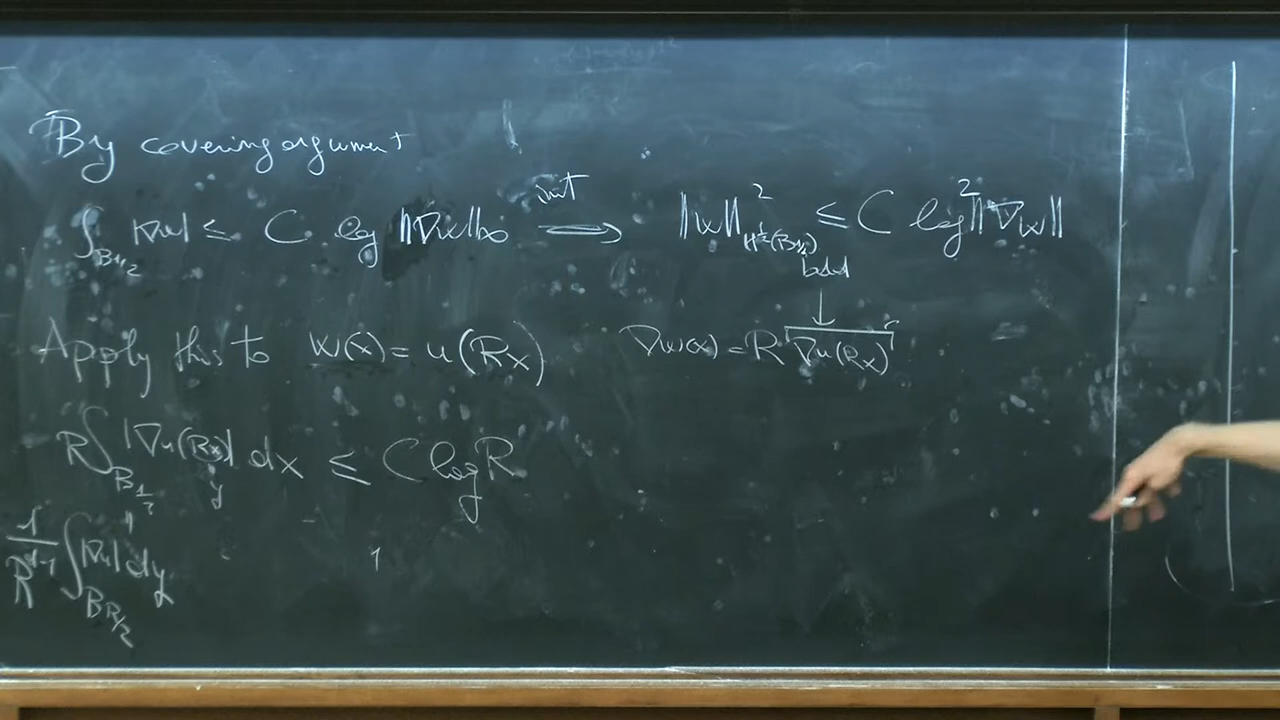 By covering argument
∫_{B_{1/2}} |∇w| ≤ C log ‖∇w‖_∞ ⟹ ‖w‖²_{H^{1/2}(B_{1/2})} ≤ C log² ‖∇w‖
int
bdd
↓
Apply this to w(x) = u(Rx) ∇w(x) = R ∇u(Rx)
R ∫_{B_{1/2}} |∇u(Rx)| dx ≤ C log R
y
1/R^{d-1} ∫_{B_{R/2}} |∇u| dy